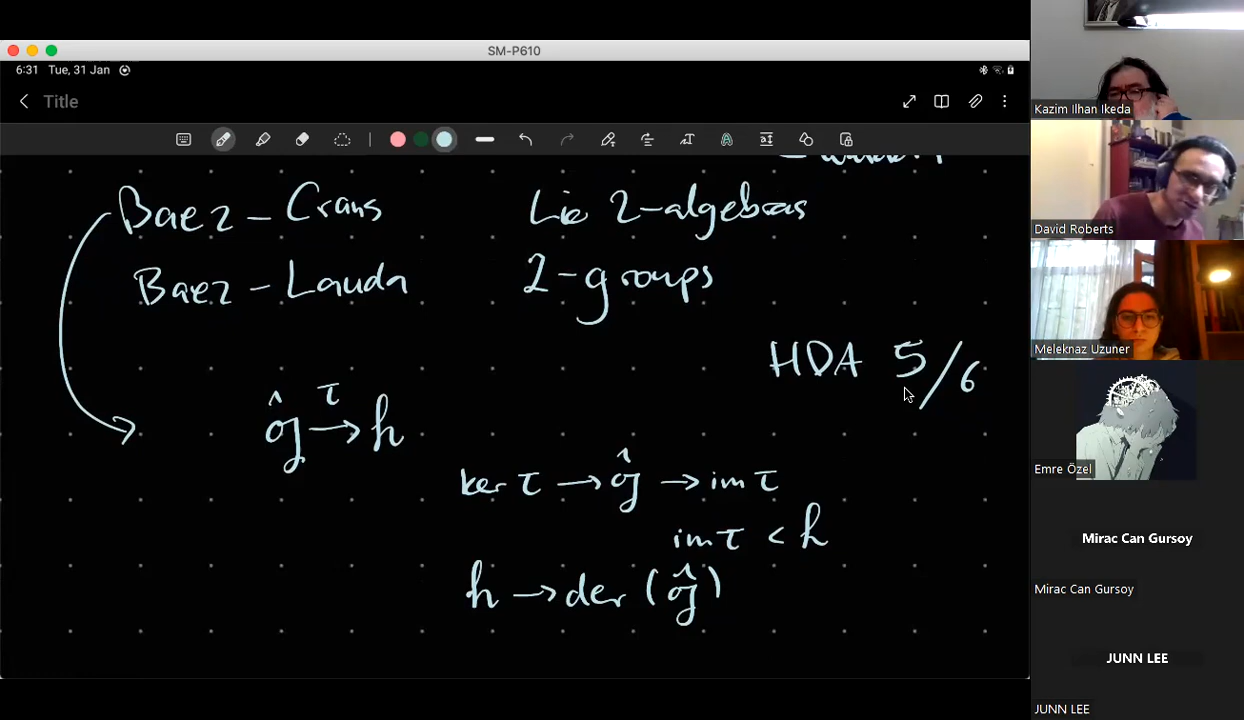 SM-P610
6:31 Tue, 31 Jan
Title
Baez - Crans Lie 2-algebras
Baez - Lauda 2-groups
HDA 5/6
ĝ →τ h
ker τ → ĝ → im τ
im τ < h
h → der (ĝ)
Kazim Ilhan Ikeda
David Roberts
Meleknaz Uzuner
Emre Özel
Mirac Can Gursoy
Mirac Can Gursoy
JUNN LEE
JUNN LEE